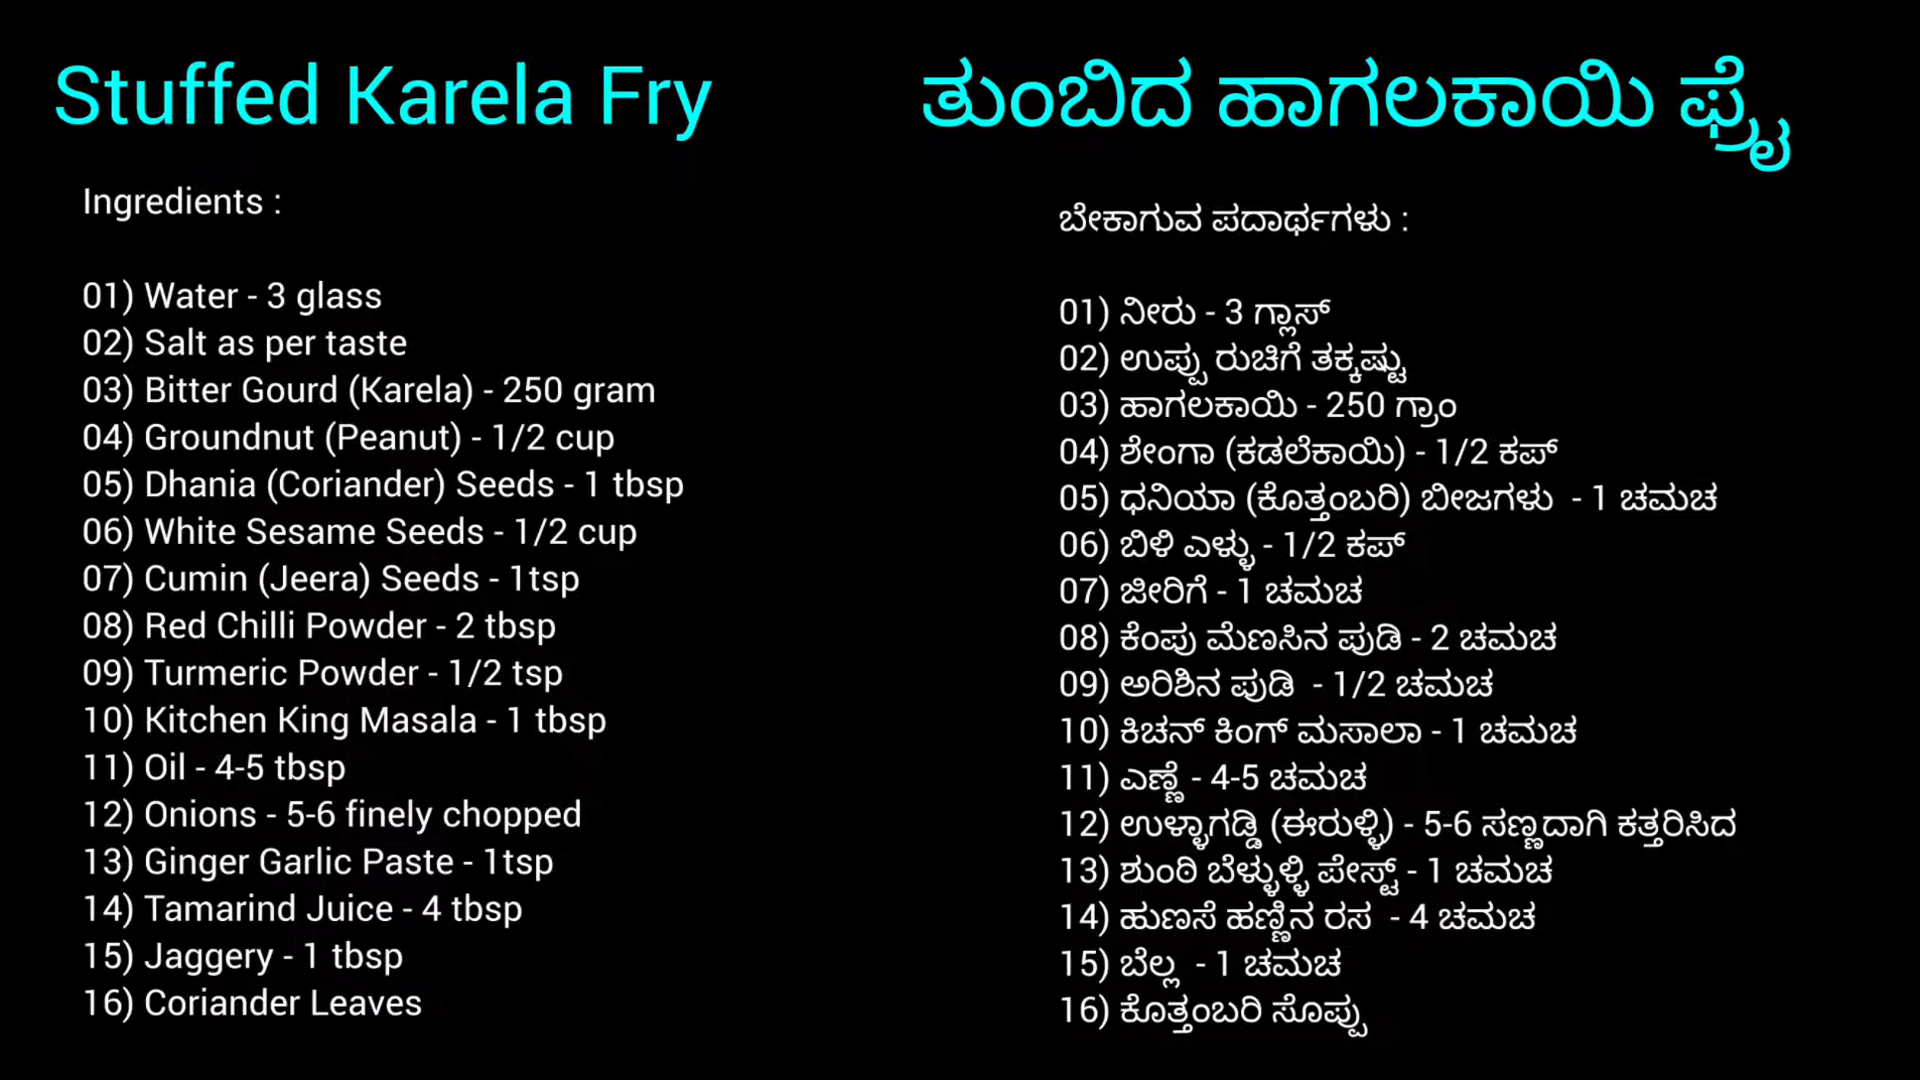 Stuffed Karela Fry
Ingredients :
01) Water - 3 glass
02) Salt as per taste
03) Bitter Gourd (Karela) - 250 gram
04) Groundnut (Peanut) - 1/2 cup
05) Dhania (Coriander) Seeds - 1 tbsp
06) White Sesame Seeds - 1/2 cup
07) Cumin (Jeera) Seeds - 1tsp
08) Red Chilli Powder - 2 tbsp
09) Turmeric Powder - 1/2 tsp
10) Kitchen King Masala - 1 tbsp
11) Oil - 4-5 tbsp
12) Onions - 5-6 finely chopped
13) Ginger Garlic Paste - 1tsp
14) Tamarind Juice - 4 tbsp
15) Jaggery - 1 tbsp
16) Coriander Leaves
ತುಂಬಿದ ಹಾಗಲಕಾಯಿ ಫ್ರೈ
ಬೇಕಾಗುವ ಪದಾರ್ಥಗಳು :
01) ನೀರು - 3 ಗ್ಲಾಸ್
02) ಉಪ್ಪು ರುಚಿಗೆ ತಕ್ಕಷ್ಟು
03) ಹಾಗಲಕಾಯಿ - 250 ಗ್ರಾಂ
04) ಶೇಂಗಾ (ಕಡಲೆಕಾಯಿ) - 1/2 ಕಪ್
05) ಧನಿಯಾ (ಕೊತ್ತಂಬರಿ) ಬೀಜಗಳು - 1 ಚಮಚ
06) ಬಿಳಿ ಎಳ್ಳು - 1/2 ಕಪ್
07) ಜೀರಿಗೆ - 1 ಚಮಚ
08) ಕೆಂಪು ಮೆಣಸಿನ ಪುಡಿ - 2 ಚಮಚ
09) ಅರಿಶಿನ ಪುಡಿ - 1/2 ಚಮಚ
10) ಕಿಚನ್ ಕಿಂಗ್ ಮಸಾಲಾ - 1 ಚಮಚ
11) ಎಣ್ಣೆ - 4-5 ಚಮಚ
12) ಉಳ್ಳಾಗಡ್ಡಿ (ಈರುಳ್ಳಿ) - 5-6 ಸಣ್ಣದಾಗಿ ಕತ್ತರಿಸಿದ
13) ಶುಂಠಿ ಬೆಳ್ಳುಳ್ಳಿ ಪೇಸ್ಟ್ - 1 ಚಮಚ
14) ಹುಣಸೆ ಹಣ್ಣಿನ ರಸ - 4 ಚಮಚ
15) ಬೆಲ್ಲ - 1 ಚಮಚ
16) ಕೊತ್ತಂಬರಿ ಸೊಪ್ಪು